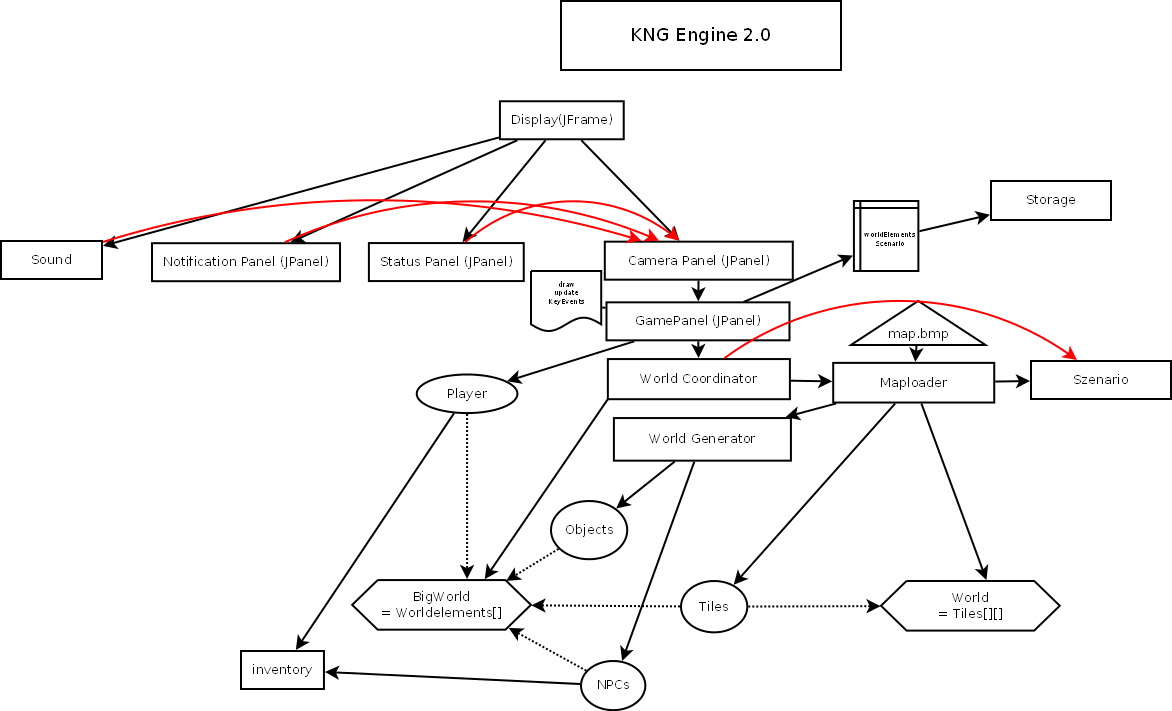 KNG Engine 2.0
Display(JFrame)
Storage
worldElements
Szenario
Sound
Notification Panel (JPanel)
Status Panel (JPanel)
Camera Panel (JPanel)
draw
update
KeyEvents
GamePanel (JPanel)
map.bmp
World Coordinator
Maploader
Szenario
Player
World Generator
Objects
BigWorld
= Worldelements[]
Tiles
World
= Tiles[][]
inventory
NPCs